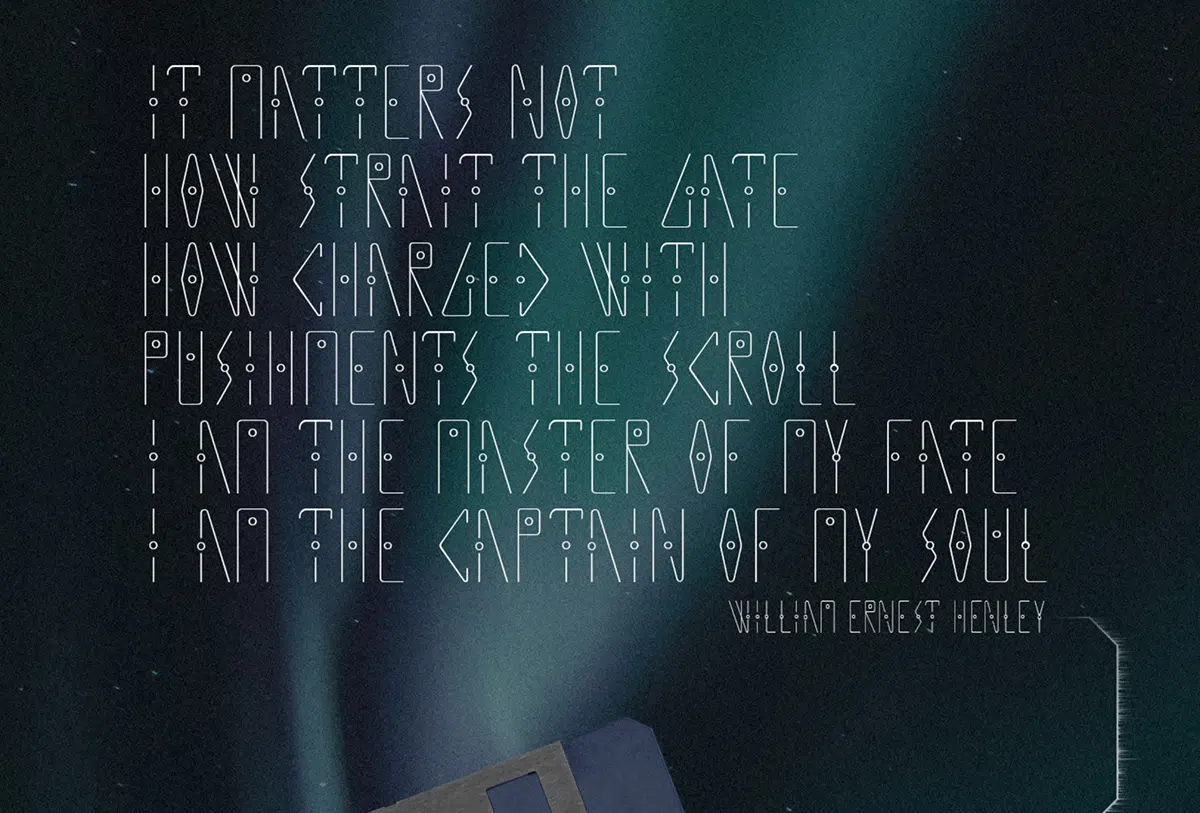 IT MATTERS NOT
HOW STRAIT THE GATE
HOW CHARGED WITH
PUSIHMENTS THE SCROLL
I AM THE MASTER OF MY FATE
I AM THE CAPTAIN OF MY SOUL
WILLIAM ERNEST HENLEY